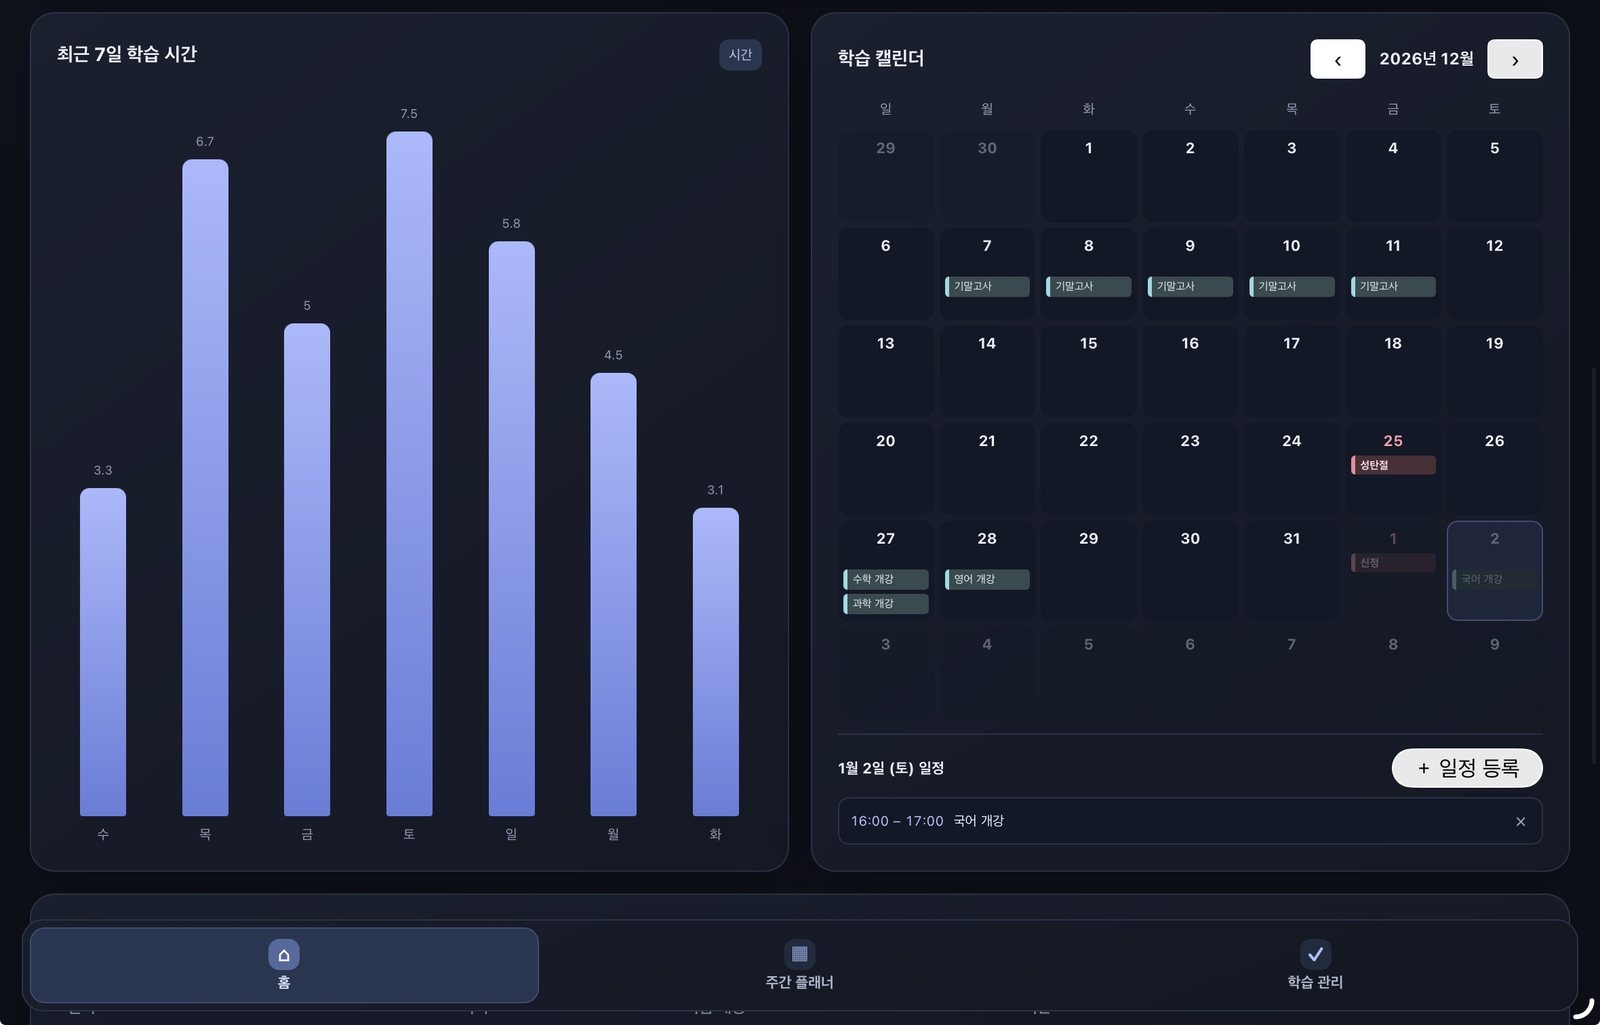 최근 7일 학습 시간
시간
3.3
6.7
5
7.5
5.8
4.5
3.1
수 목 금 토 일 월 화
학습 캘린더
‹ 2026년 12월 ›
일 월 화 수 목 금 토
29 30 1 2 3 4 5
6 7 8 9 10 11 12
기말고사 기말고사 기말고사 기말고사 기말고사
13 14 15 16 17 18 19
20 21 22 23 24 25 26
성탄절
27 28 29 30 31 1 2
신정
수학 개강 영어 개강 국어 개강
과학 개강
3 4 5 6 7 8 9
1월 2일 (토) 일정
+ 일정 등록
16:00 – 17:00 국어 개강 ×
홈
주간 플래너
학습 관리